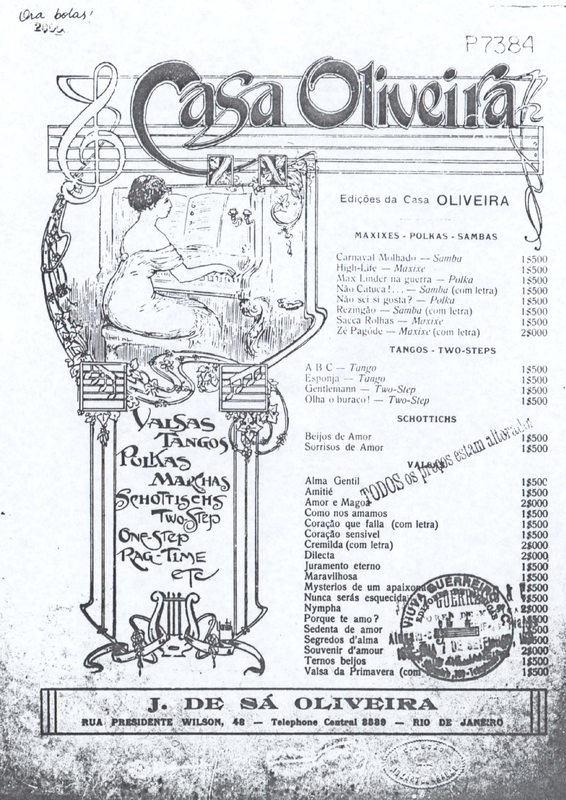 Ora bolas!
P7384
Casa Oliveira
Edições da Casa OLIVEIRA
MAXIXES - POLKAS - SAMBAS
Carnaval Molhado — Samba 1$500
High-Life — Maxixe 1$500
Max Linder na guerra — Polka 1$500
Não Catuca!... — Samba (com letra) 1$500
Não sei si gosta? — Polka 1$500
Rezingão — Samba (com letra) 1$500
Sacca Rolhas — Maxixe 1$500
Zé Pagóde — Maxixe (com letra) 2$000
TANGOS - TWO-STEPS
A B C — Tango 1$500
Esponja — Tango 1$500
Gentlemann — Two-Step 1$500
Olha o buraco! — Two-Step 1$500
SCHOTTICHS
Beijos de Amor 1$500
Sorrisos de Amor 1$500
TODOS os preços estam alterados
VALSAS
Alma Gentil 1$500
Amitié 1$500
Amor e Magoa 2$000
Como nos amamos 1$500
Coração que falla (com letra) 1$500
Coração sensivel 1$500
Cremilda (com letra) 2$000
Dilecta 2$000
Juramento eterno 1$500
Maravilhosa 1$500
Mysterios de um apaixonado
Nunca serás esquecida
Nympha 2$000
Porque te amo?
Sedenta de amor
Segredos d'alma
Souvenir d'amour 2$000
Ternos beijos 1$500
Valsa da Primavera (com 1$500
VIUVA GUERREIRO
VALSAS
TANGOS
POLKAS
MARCHAS
SCHOTTISCHS
TWO STEP
ONE-STEP
RAG-TIME
eTC
J. DE SÁ OLIVEIRA
RUA PRESIDENTE WILSON, 48 — Telephone Central 5889 — RIO DE JANEIRO